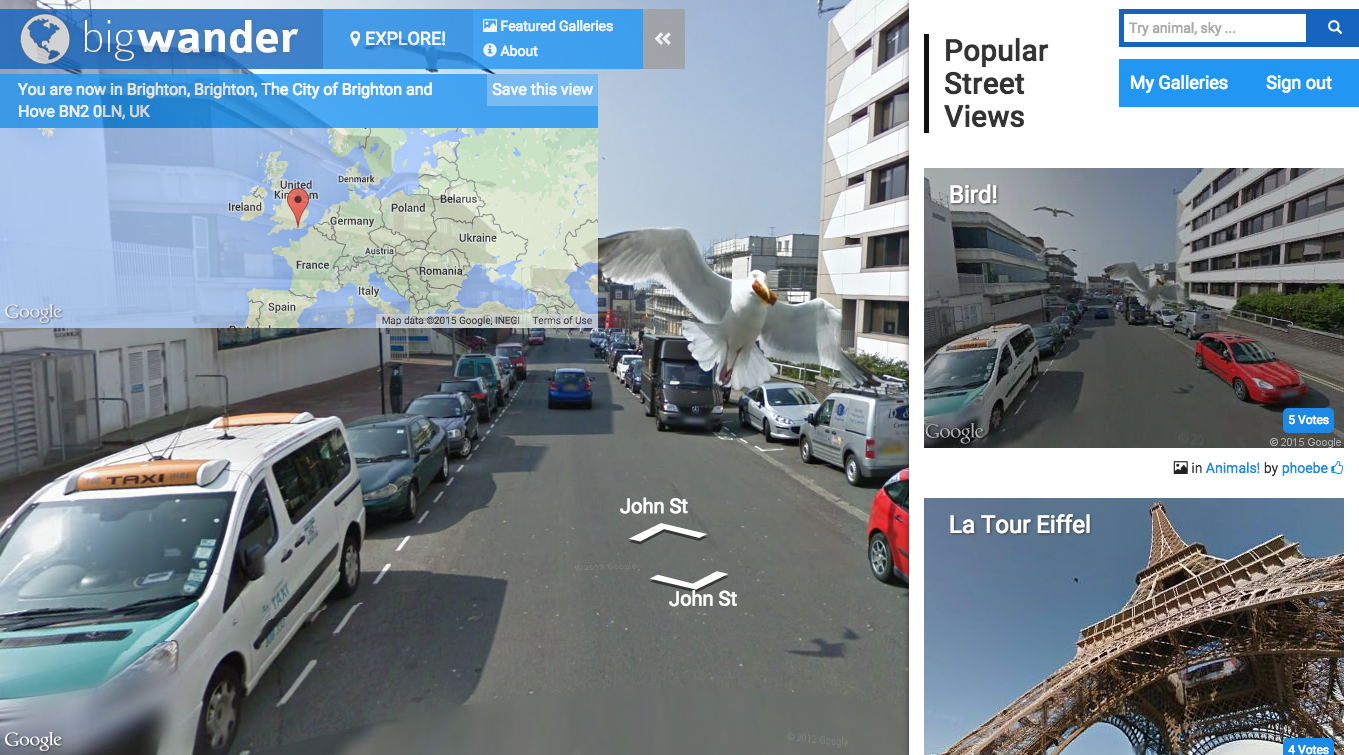 bigwander
EXPLORE!
Featured Galleries
About
You are now in Brighton, Brighton, The City of Brighton and
Hove BN2 0LN, UK
Save this view
United
Kingdom
Ireland
Denmark
Poland
Belarus
Germany
Ukraine
Austria
France
Romania
Italy
Spain
Google
Map data ©2015 Google, INEGI
Terms of Use
TAXI
TAXI
John St
John St
Google
© 2012 Google
Popular
Street
Views
Try animal, sky ...
My Galleries
Sign out
Bird!
5 Votes
Google
© 2015 Google
in Animals! by phoebe
La Tour Eiffel
4 Votes